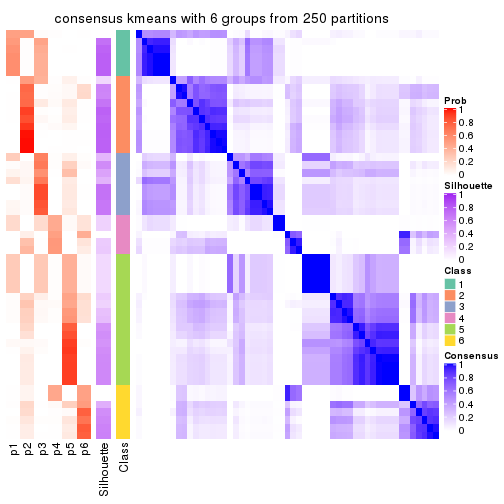 consensus kmeans with 6 groups from 250 partitions
Prob
1
0.8
0.6
0.4
0.2
0
Silhouette
1
0.8
0.6
0.4
0.2
0
Class
1
2
3
4
5
6
Consensus
1
0.8
0.6
0.4
0.2
0
p1
p2
p3
p4
p5
p6
Silhouette
Class